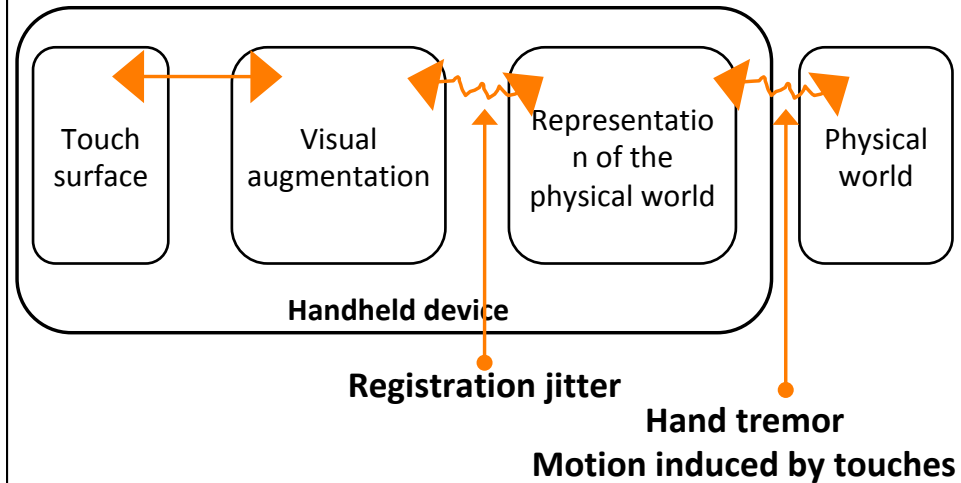 Touch
surface
Visual
augmentation
Representatio
n of the
physical world
Physical
world
Handheld device
Registration jitter
Hand tremor
Motion induced by touches